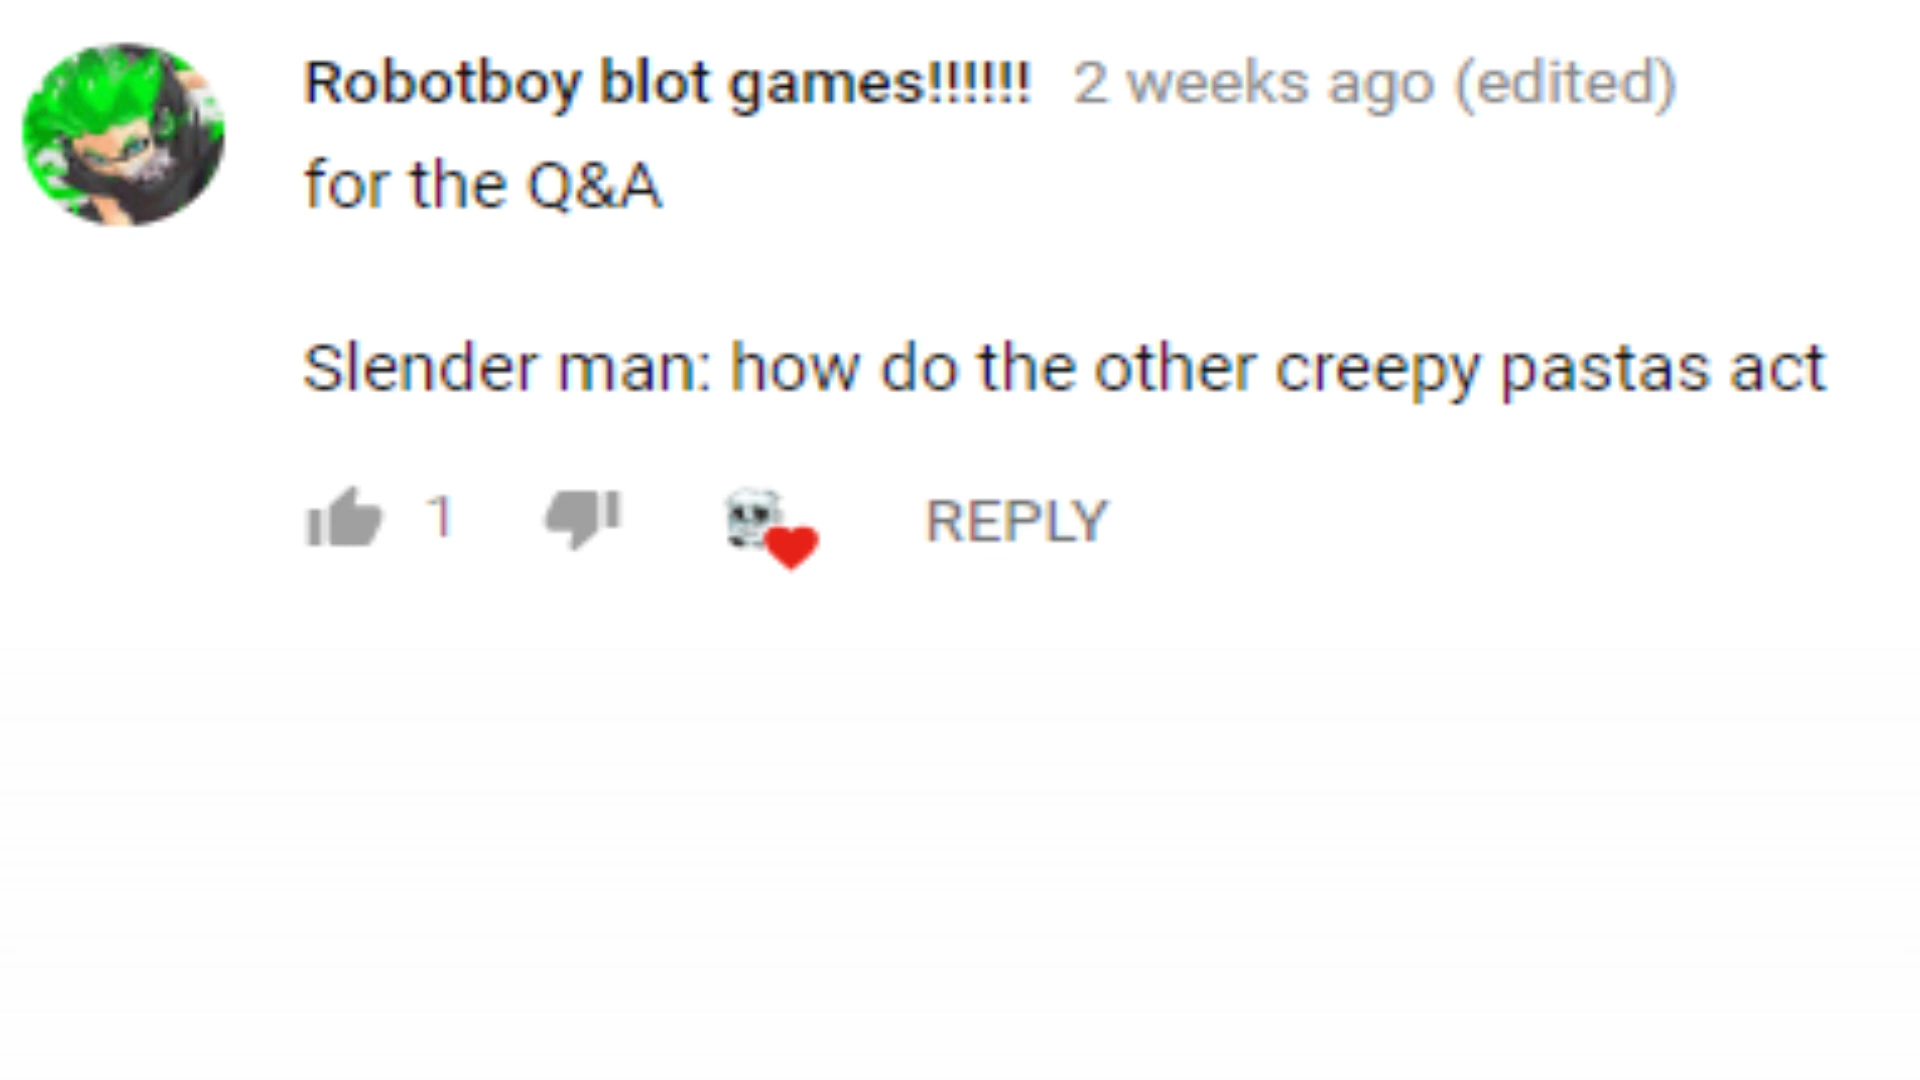 Robotboy blot games!!!!!! 2 weeks ago (edited)
for the Q&A
Slender man: how do the other creepy pastas act
1 REPLY